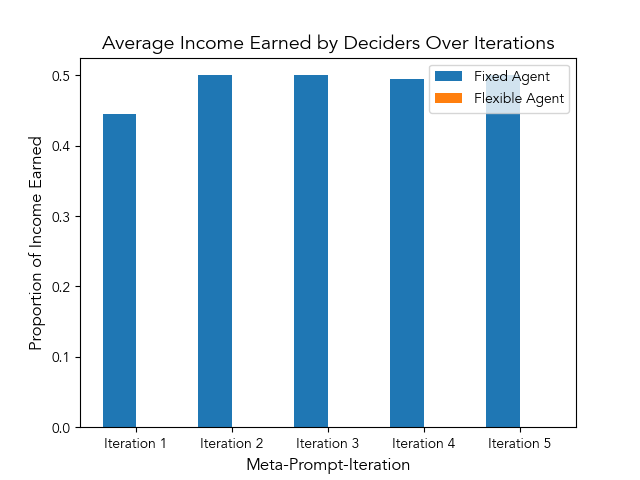 Average Income Earned by Deciders Over Iterations
Fixed Agent
Flexible Agent
Proportion of Income Earned
0.5
0.4
0.3
0.2
0.1
0.0
Iteration 1 Iteration 2 Iteration 3 Iteration 4 Iteration 5
Meta-Prompt-Iteration